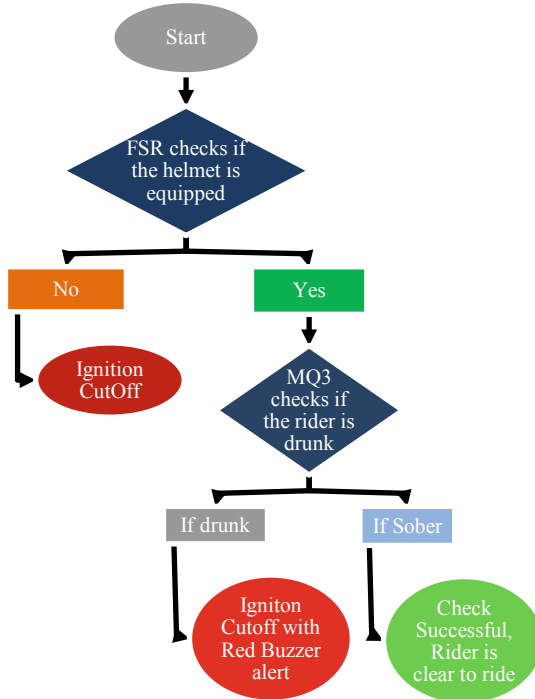 Start
FSR checks if
the helmet is
equipped
No
Yes
Ignition
CutOff
MQ3
checks if
the rider is
drunk
If drunk
If Sober
Igniton
Cutoff with
Red Buzzer
alert
Check
Successful,
Rider is
clear to ride